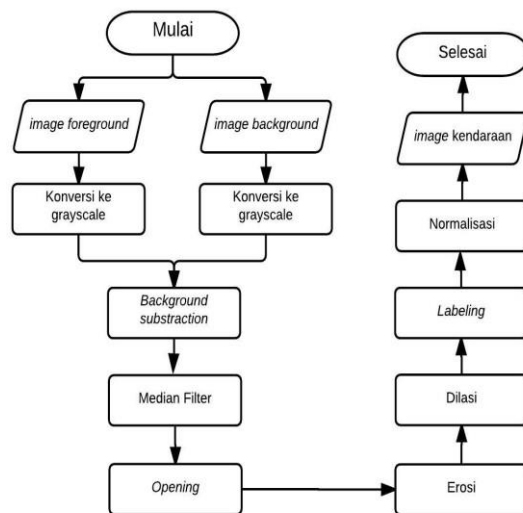 Mulai
image foreground
image background
Konversi ke
grayscale
Konversi ke
grayscale
Background
substraction
Median Filter
Opening
Erosi
Dilasi
Labeling
Normalisasi
image kendaraan
Selesai